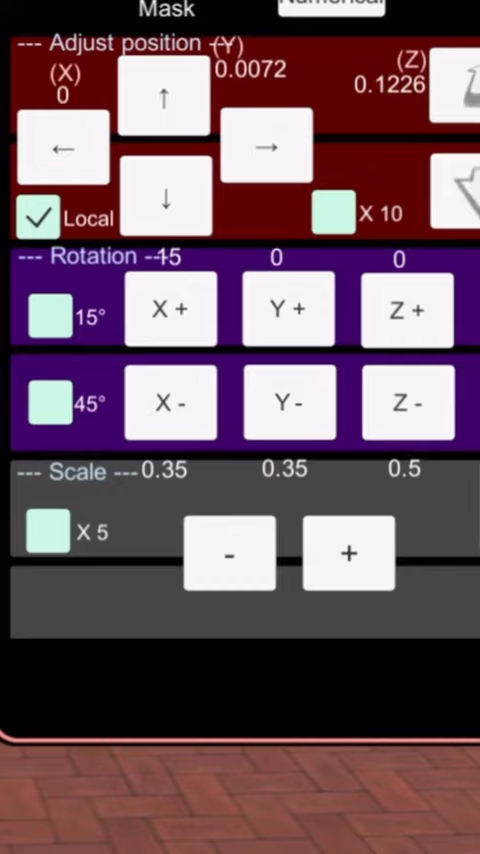 Mask
Numerical
--- Adjust position ---
(X)
0
(Y)
0.0072
(Z)
0.1226
↑
←
→
↓
✓ Local
X 10
--- Rotation ---
15
0
0
15°
X +
Y +
Z +
45°
X -
Y -
Z -
--- Scale ---
0.35
0.35
0.5
X 5
-
+